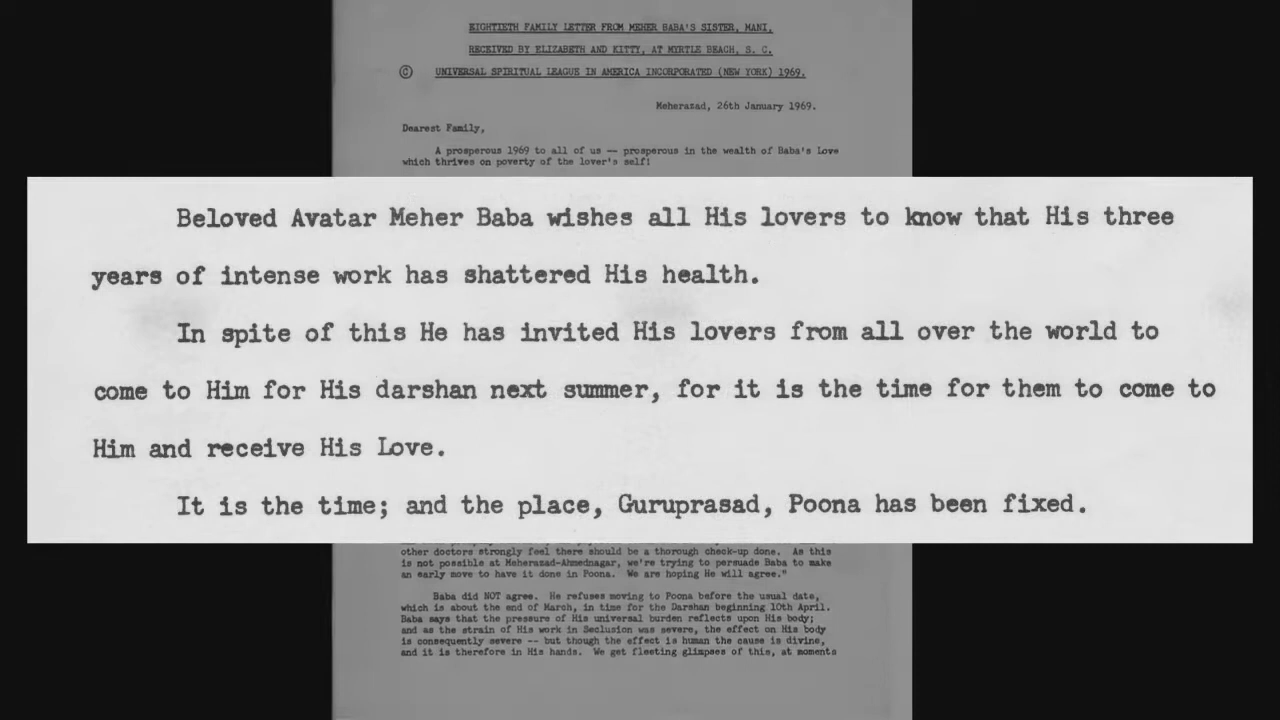 EIGHTIETH FAMILY LETTER FROM MEHER BABA'S SISTER, MANI,
RECEIVED BY ELIZABETH AND KITTY, AT MYRTLE BEACH, S. C.
© UNIVERSAL SPIRITUAL LEAGUE IN AMERICA INCORPORATED (NEW YORK) 1969.
Meherazad, 26th January 1969.
Dearest Family,
A prosperous 1969 to all of us -- prosperous in the wealth of Baba's Love
which thrives on poverty of the lover's self!
Beloved Avatar Meher Baba wishes all His lovers to know that His three
years of intense work has shattered His health.
In spite of this He has invited His lovers from all over the world to
come to Him for His darshan next summer, for it is the time for them to come to
Him and receive His Love.
It is the time; and the place, Guruprasad, Poona has been fixed.
other doctors strongly feel there should be a thorough check-up done. As this
is not possible at Meherazad-Ahmednagar, we're trying to persuade Baba to make
an early move to have it done in Poona. We are hoping He will agree."
Baba did NOT agree. He refuses moving to Poona before the usual date,
which is about the end of March, in time for the Darshan beginning 10th April.
Baba says that the pressure of His universal burden reflects upon His body;
and as the strain of His work in Seclusion was severe, the effect on His body
is consequently severe -- but though the effect is human the cause is divine,
and it is therefore in His hands. We get fleeting glimpses of this, at moments